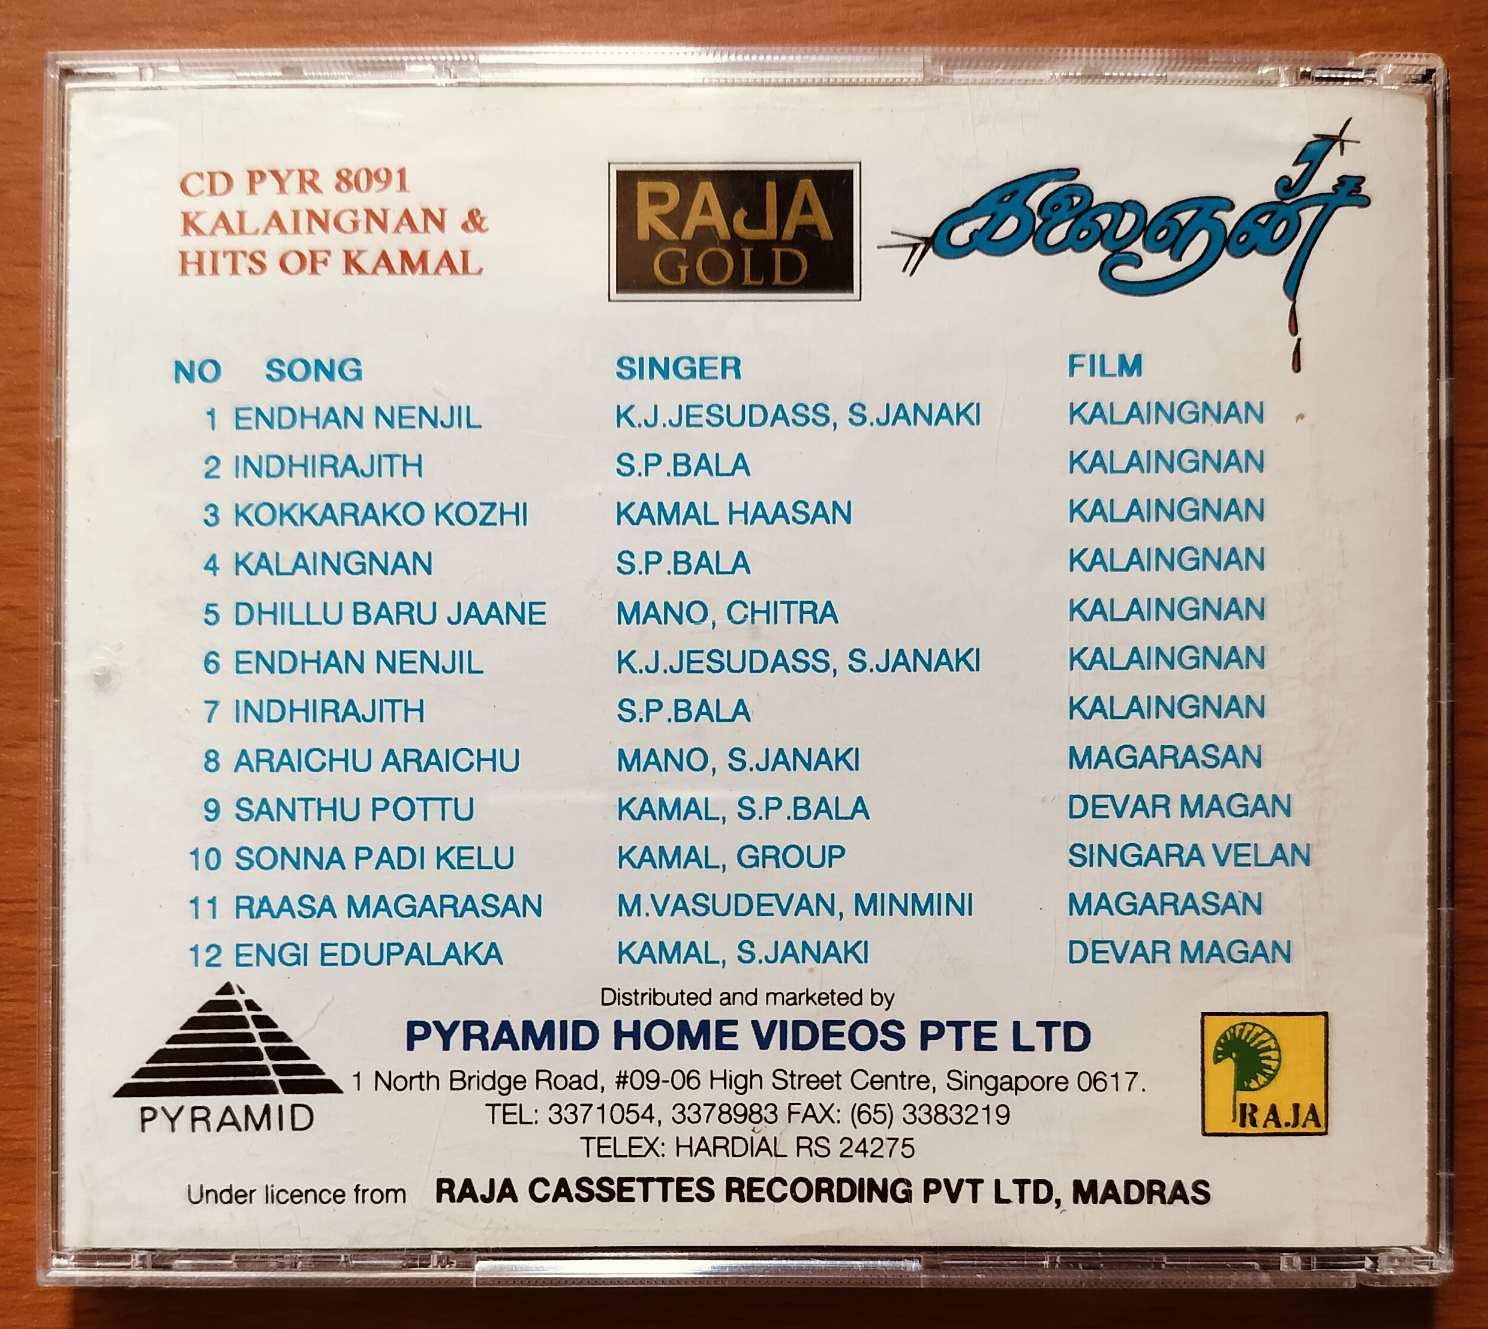 CD PYR 8091
KALAINGNAN &
HITS OF KAMAL
RAJA
GOLD
கலைஞன்
NO SONG SINGER FILM
1 ENDHAN NENJIL K.J.JESUDASS, S.JANAKI KALAINGNAN
2 INDHIRAJITH S.P.BALA KALAINGNAN
3 KOKKARAKO KOZHI KAMAL HAASAN KALAINGNAN
4 KALAINGNAN S.P.BALA KALAINGNAN
5 DHILLU BARU JAANE MANO, CHITRA KALAINGNAN
6 ENDHAN NENJIL K.J.JESUDASS, S.JANAKI KALAINGNAN
7 INDHIRAJITH S.P.BALA KALAINGNAN
8 ARAICHU ARAICHU MANO, S.JANAKI MAGARASAN
9 SANTHU POTTU KAMAL, S.P.BALA DEVAR MAGAN
10 SONNA PADI KELU KAMAL, GROUP SINGARA VELAN
11 RAASA MAGARASAN M.VASUDEVAN, MINMINI MAGARASAN
12 ENGI EDUPALAKA KAMAL, S.JANAKI DEVAR MAGAN
Distributed and marketed by
PYRAMID HOME VIDEOS PTE LTD
1 North Bridge Road, #09-06 High Street Centre, Singapore 0617.
TEL: 3371054, 3378983 FAX: (65) 3383219
TELEX: HARDIAL RS 24275
PYRAMID
RAJA
Under licence from RAJA CASSETTES RECORDING PVT LTD, MADRAS